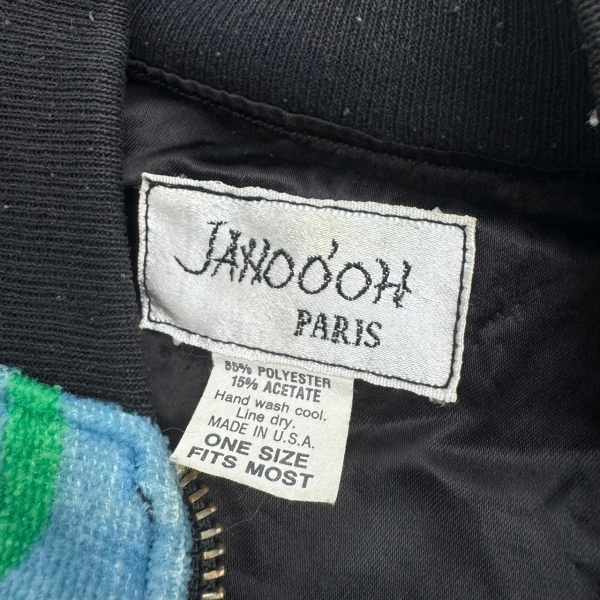 JANOO'OH
PARIS
85% POLYESTER
15% ACETATE
Hand wash cool.
Line dry.
MADE IN U.S.A.
ONE SIZE
FITS MOST